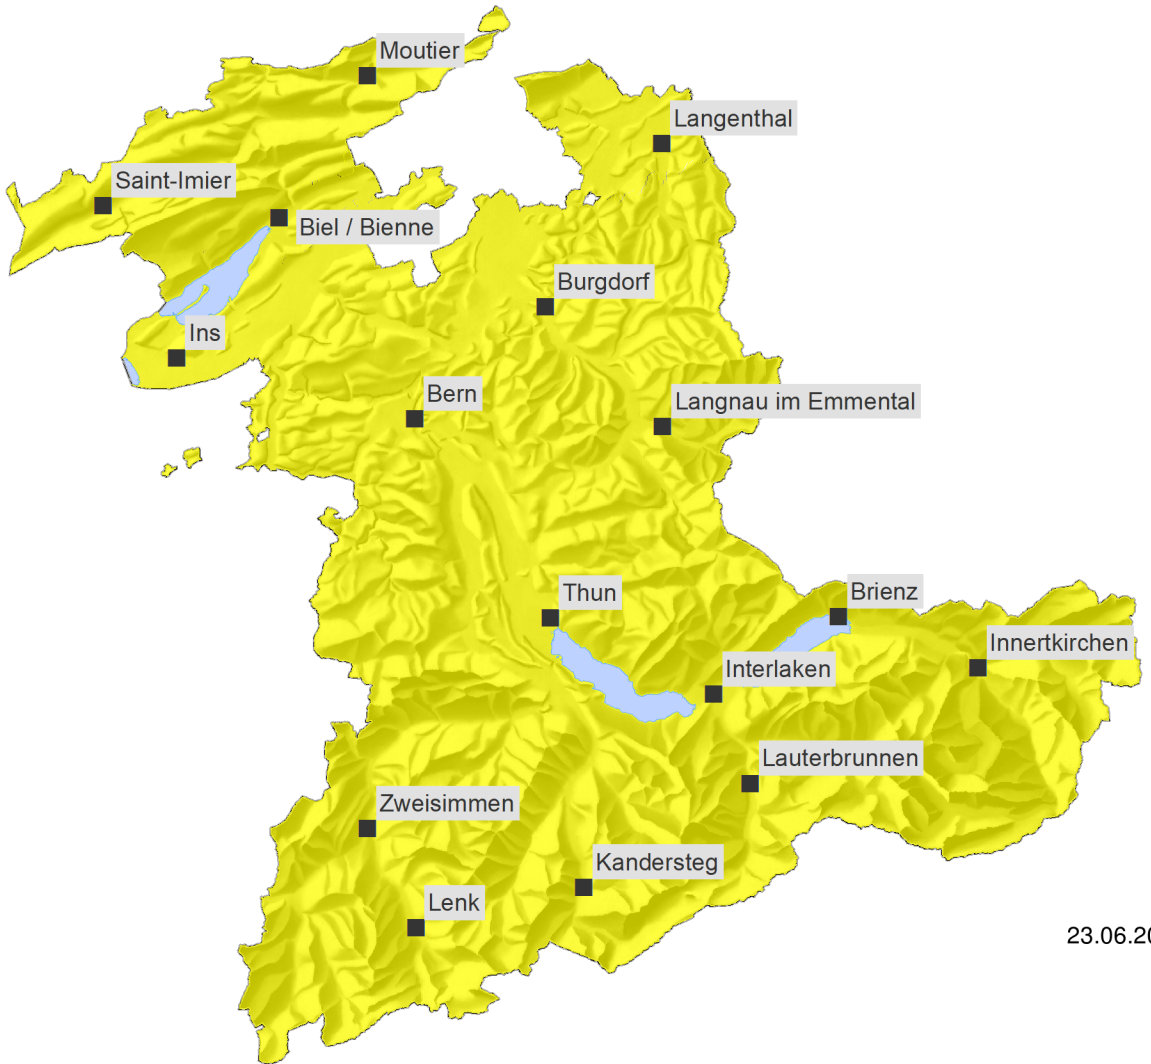 Moutier
Langenthal
Saint-Imier
Biel / Bienne
Burgdorf
Ins
Bern
Langnau im Emmental
Thun
Brienz
Innertkirchen
Interlaken
Lauterbrunnen
Zweisimmen
Kandersteg
Lenk
23.06.20